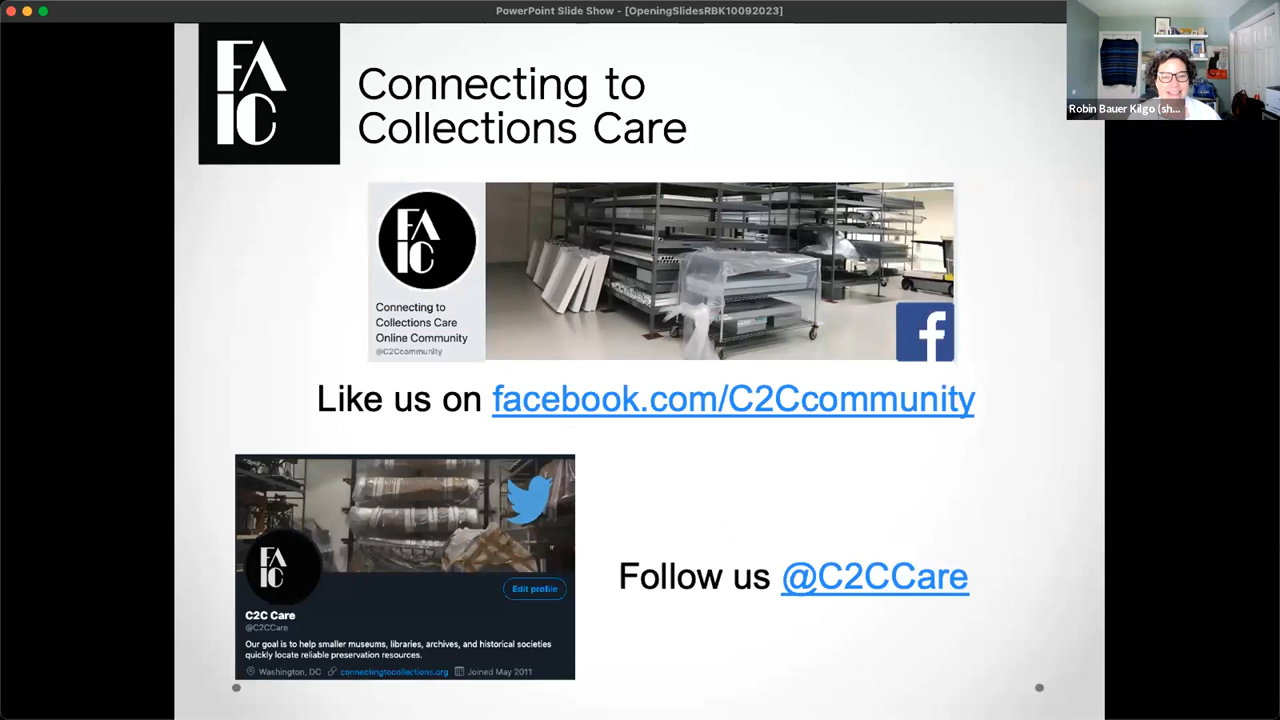 PowerPoint Slide Show - [OpeningSlidesRBK10092023]
FA
IC
Connecting to
Collections Care
Robin Bauer Kilgo (sh...
FA
IC
Connecting to
Collections Care
Online Community
@C2Ccommunity
f
Like us on facebook.com/C2Ccommunity
FA
IC
Edit profile
C2C Care
@C2CCare
Our goal is to help smaller museums, libraries, archives, and historical societies
quickly locate reliable preservation resources.
Washington, DC connectingtocollections.org Joined May 2011
Follow us @C2CCare